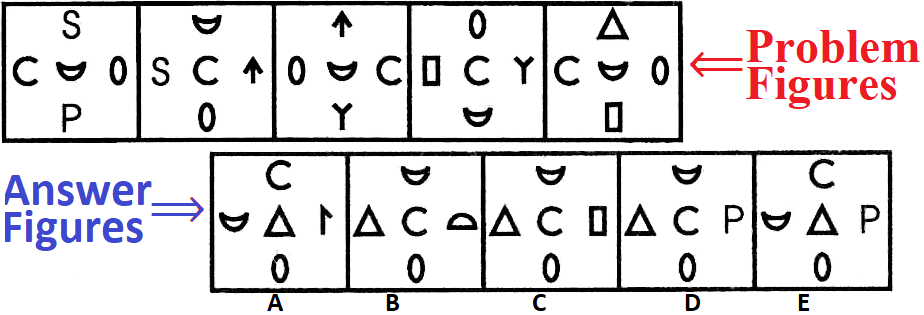 S 0
C 0 S C 0 C C Y C 0
P 0 Y
Problem
Figures
Answer
Figures
C C
C C C P P
0 0 0 0 0
A B C D E